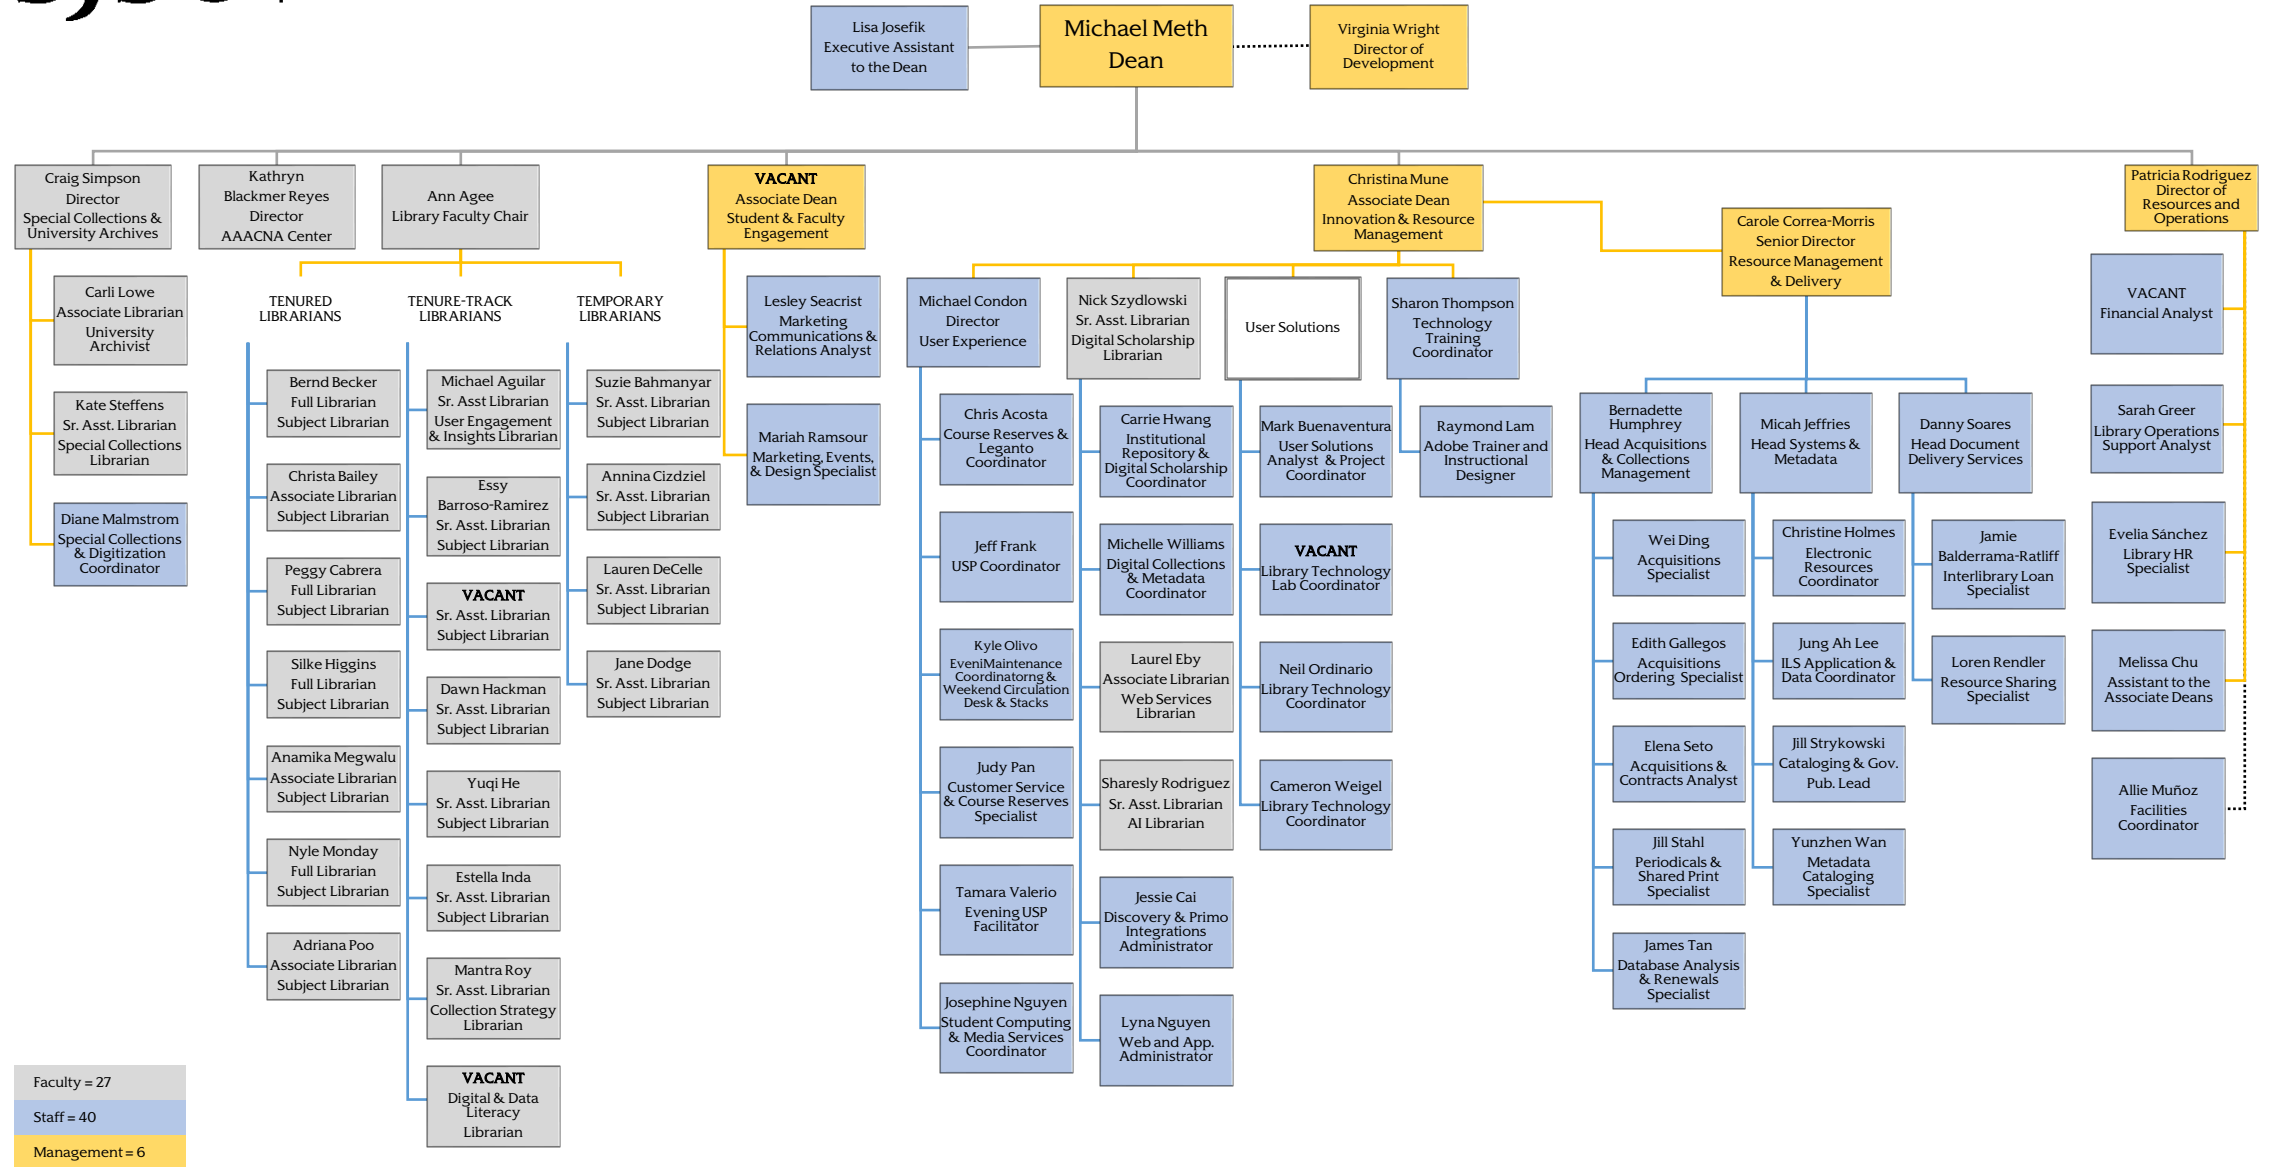 Lisa Josefik
Executive Assistant
to the Dean
Michael Meth
Dean
Virginia Wright
Director of
Development
Craig Simpson
Director
Special Collections &
University Archives
Kathryn
Blackmer Reyes
Director
AAACNA Center
Ann Agee
Library Faculty Chair
VACANT
Associate Dean
Student & Faculty
Engagement
Christina Mune
Associate Dean
Innovation & Resource
Management
Carole Correa-Morris
Senior Director
Resource Management
& Delivery
Patricia Rodriguez
Director of
Resources and
Operations
Carli Lowe
Associate Librarian
University
Archivist
Kate Steffens
Sr. Asst. Librarian
Special Collections
Librarian
Diane Malmstrom
Special Collections
& Digitization
Coordinator
TENURED
LIBRARIANS
Bernd Becker
Full Librarian
Subject Librarian
Christa Bailey
Associate Librarian
Subject Librarian
Peggy Cabrera
Full Librarian
Subject Librarian
Silke Higgins
Full Librarian
Subject Librarian
Anamika Megwalu
Associate Librarian
Subject Librarian
Nyle Monday
Full Librarian
Subject Librarian
Adriana Poo
Associate Librarian
Subject Librarian
TENURE-TRACK
LIBRARIANS
Michael Aguilar
Sr. Asst Librarian
User Engagement
& Insights Librarian
Essy
Barroso-Ramirez
Sr. Asst. Librarian
Subject Librarian
VACANT
Sr. Asst. Librarian
Subject Librarian
Dawn Hackman
Sr. Asst. Librarian
Subject Librarian
Yuqi He
Sr. Asst. Librarian
Subject Librarian
Estella Inda
Sr. Asst. Librarian
Subject Librarian
Mantra Roy
Sr. Asst. Librarian
Collection Strategy
Librarian
VACANT
Digital & Data
Literacy
Librarian
TEMPORARY
LIBRARIANS
Suzie Bahmanyar
Sr. Asst. Librarian
Subject Librarian
Annina Cizdziel
Sr. Asst. Librarian
Subject Librarian
Lauren DeCelle
Sr. Asst. Librarian
Subject Librarian
Jane Dodge
Sr. Asst. Librarian
Subject Librarian
Lesley Seacrist
Marketing
Communications &
Relations Analyst
Mariah Ramsour
Marketing, Events,
& Design Specialist
Michael Condon
Director
User Experience
Chris Acosta
Course Reserves &
Leganto
Coordinator
Jeff Frank
USP Coordinator
Kyle Olivo
EveniMaintenance
Coordinatorng &
Weekend Circulation
Desk & Stacks
Judy Pan
Customer Service
& Course Reserves
Specialist
Tamara Valerio
Evening USP
Facilitator
Josephine Nguyen
Student Computing
& Media Services
Coordinator
Nick Szydlowski
Sr. Asst. Librarian
Digital Scholarship
Librarian
Carrie Hwang
Institutional
Repository &
Digital Scholarship
Coordinator
Michelle Williams
Digital Collections
& Metadata
Coordinator
Laurel Eby
Associate Librarian
Web Services
Librarian
Sharesly Rodriguez
Sr. Asst. Librarian
AI Librarian
Jessie Cai
Discovery & Primo
Integrations
Administrator
Lyna Nguyen
Web and App.
Administrator
User Solutions
Mark Buenaventura
User Solutions
Analyst & Project
Coordinator
VACANT
Library Technology
Lab Coordinator
Neil Ordinario
Library Technology
Coordinator
Cameron Weigel
Library Technology
Coordinator
Sharon Thompson
Technology
Training
Coordinator
Raymond Lam
Adobe Trainer and
Instructional
Designer
Bernadette
Humphrey
Head Acquisitions
& Collections
Management
Wei Ding
Acquisitions
Specialist
Edith Gallegos
Acquisitions
Ordering Specialist
Elena Seto
Acquisitions &
Contracts Analyst
Jill Stahl
Periodicals &
Shared Print
Specialist
James Tan
Database Analysis
& Renewals
Specialist
Micah Jeffries
Head Systems &
Metadata
Christine Holmes
Electronic
Resources
Coordinator
Jung Ah Lee
ILS Application &
Data Coordinator
Jill Strykowski
Cataloging & Gov.
Pub. Lead
Yunzhen Wan
Metadata
Cataloging
Specialist
Danny Soares
Head Document
Delivery Services
Jamie
Balderrama-Ratliff
Interlibrary Loan
Specialist
Loren Rendler
Resource Sharing
Specialist
VACANT
Financial Analyst
Sarah Greer
Library Operations
Support Analyst
Evelia Sánchez
Library HR
Specialist
Melissa Chu
Assistant to the
Associate Deans
Allie Muñoz
Facilities
Coordinator
Faculty = 27
Staff = 40
Management = 6